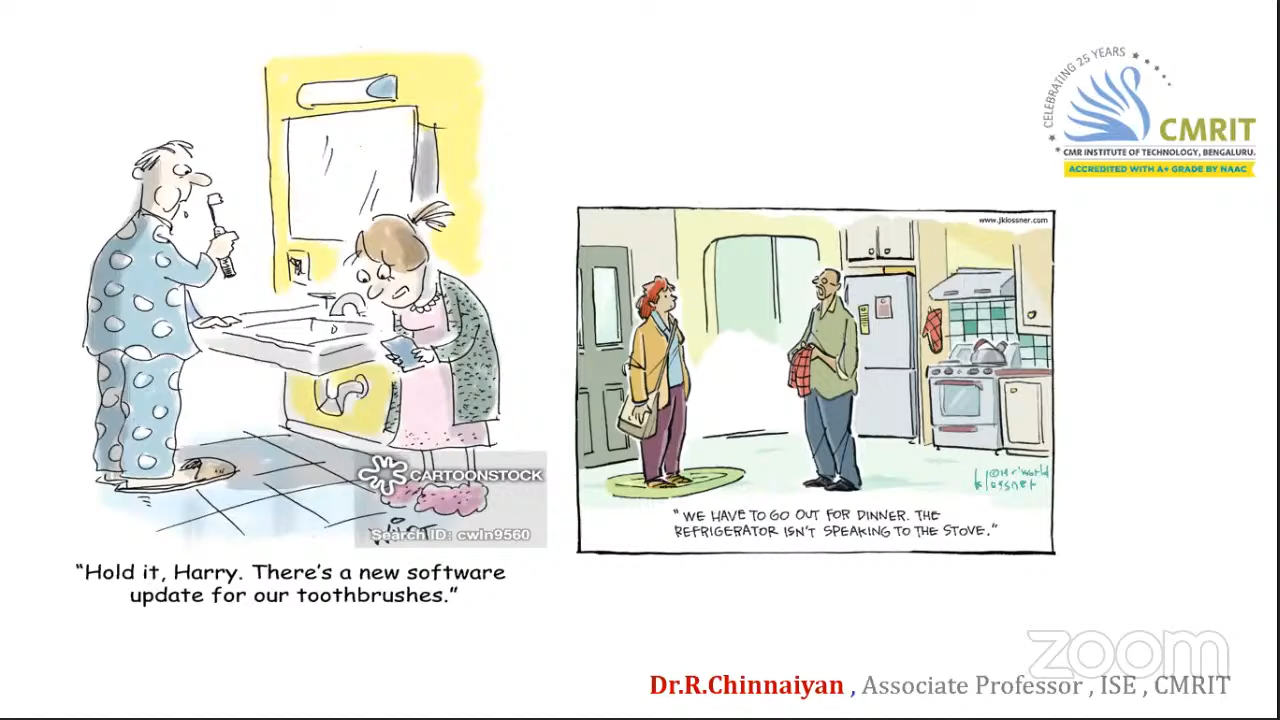 CELEBRATING 25 YEARS
CMRIT
CMR INSTITUTE OF TECHNOLOGY, BENGALURU.
ACCREDITED WITH A+ GRADE BY NAAC
www.jklossner.com
CARTOONSTOCK
Search ID: cwln9560
"Hold it, Harry. There's a new software
update for our toothbrushes."
"WE HAVE TO GO OUT FOR DINNER. THE
REFRIGERATOR ISN'T SPEAKING TO THE STOVE."
klossner
zoom
Dr.R.Chinnaiyan , Associate Professor , ISE , CMRIT